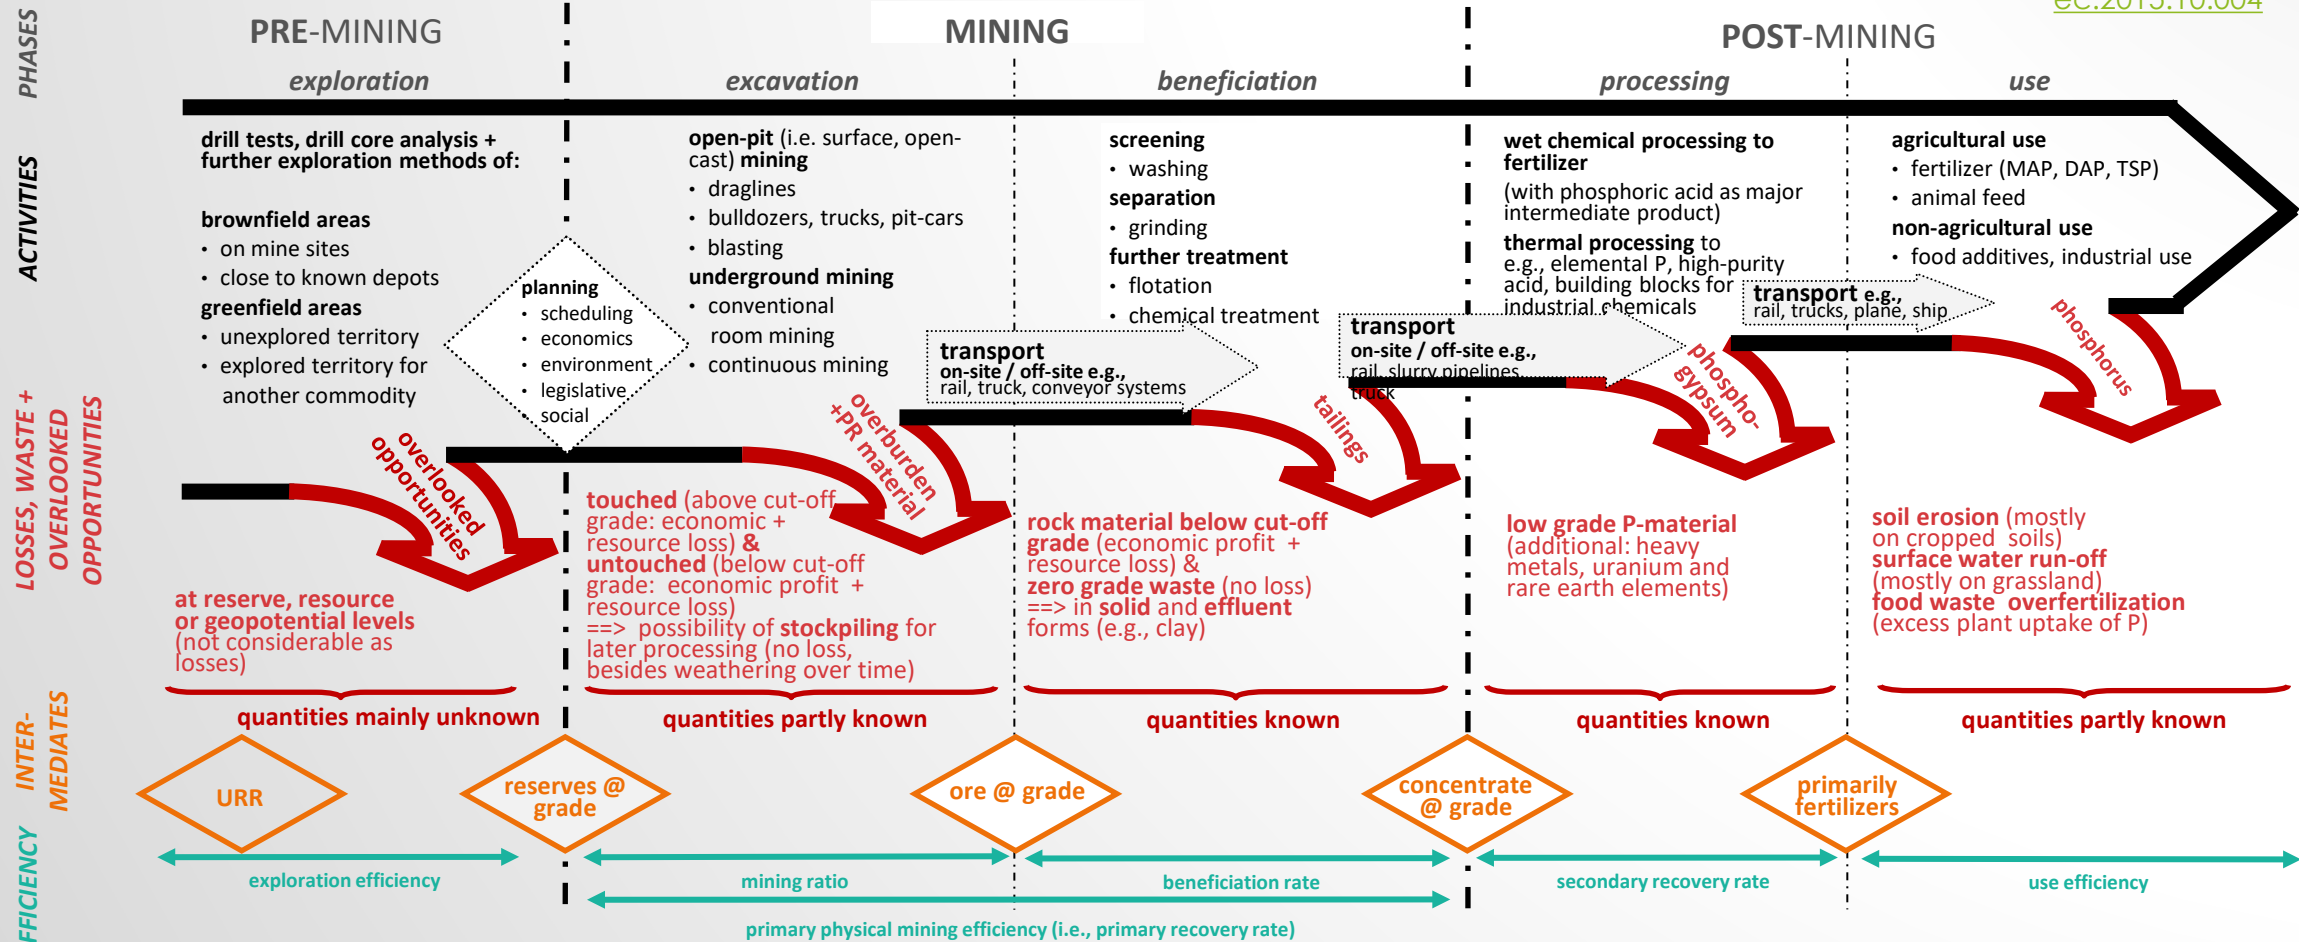 ec.2015.10.004
PHASES
PRE-MINING
MINING
POST-MINING
exploration
excavation
beneficiation
processing
use
ACTIVITIES
drill tests, drill core analysis +
further exploration methods of:
brownfield areas
• on mine sites
• close to known depots
greenfield areas
• unexplored territory
• explored territory for
another commodity
planning
• scheduling
• economics
• environment
• legislative
• social
open-pit (i.e. surface, open-
cast) mining
• draglines
• bulldozers, trucks, pit-cars
• blasting
underground mining
• conventional
room mining
• continuous mining
transport
on-site / off-site e.g.,
rail, truck, conveyor systems
screening
• washing
separation
• grinding
further treatment
• flotation
• chemical treatment
transport
on-site / off-site e.g.,
rail, slurry pipelines,
truck
wet chemical processing to
fertilizer
(with phosphoric acid as major
intermediate product)
thermal processing to
e.g., elemental P, high-purity
acid, building blocks for
industrial chemicals
transport e.g.,
rail, trucks, plane, ship
agricultural use
• fertilizer (MAP, DAP, TSP)
• animal feed
non-agricultural use
• food additives, industrial use
LOSSES, WASTE +
OVERLOOKED
OPPORTUNITIES
overlooked
opportunities
overburden
+PR material
tailings
phospho-
gypsum
phosphorus
at reserve, resource
or geopotential levels
(not considerable as
losses)
touched (above cut-off
grade: economic +
resource loss) &
untouched (below cut-off
grade: economic profit +
resource loss)
==> possibility of stockpiling for
later processing (no loss,
besides weathering over time)
rock material below cut-off
grade (economic profit +
resource loss) &
zero grade waste (no loss)
==> in solid and effluent
forms (e.g., clay)
low grade P-material
(additional: heavy
metals, uranium and
rare earth elements)
soil erosion (mostly
on cropped soils)
surface water run-off
(mostly on grassland)
food waste overfertilization
(excess plant uptake of P)
quantities mainly unknown
quantities partly known
quantities known
quantities known
quantities partly known
INTER-
MEDIATES
URR
reserves @
grade
ore @ grade
concentrate
@ grade
primarily
fertilizers
FFICIENCY
exploration efficiency
mining ratio
beneficiation rate
secondary recovery rate
use efficiency
primary physical mining efficiency (i.e., primary recovery rate)